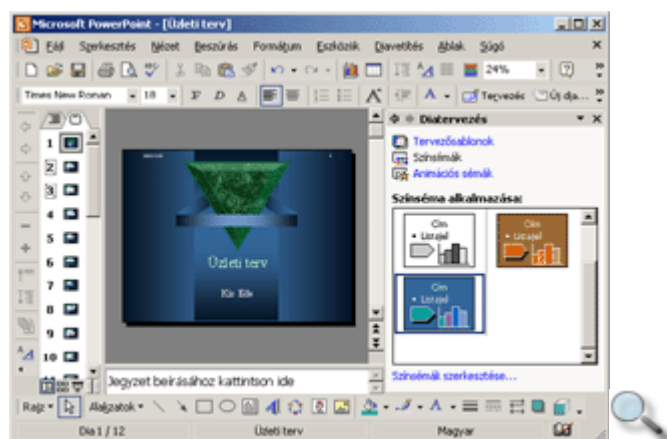 Microsoft PowerPoint - [Üzleti terv]
Fájl Szerkesztés Nézet Beszúrás Formátum Eszközök Diavetítés Ablak Súgó
24%
Times New Roman 18 F D A Tervezés Új dia...
Diatervezés
Tervezősablonok
Színsémák
Animációs sémák
Színséma alkalmazása:
Cím
Listajel
Cím
Listajel
Cím
Listajel
Színsémák szerkesztése...
1
2
3
4
5
6
7
8
9
10
Üzleti terv
Kis Elős
Jegyzet beírásához kattintson ide
Rajz Alakzatok
Dia 1 / 12 Üzleti terv Magyar